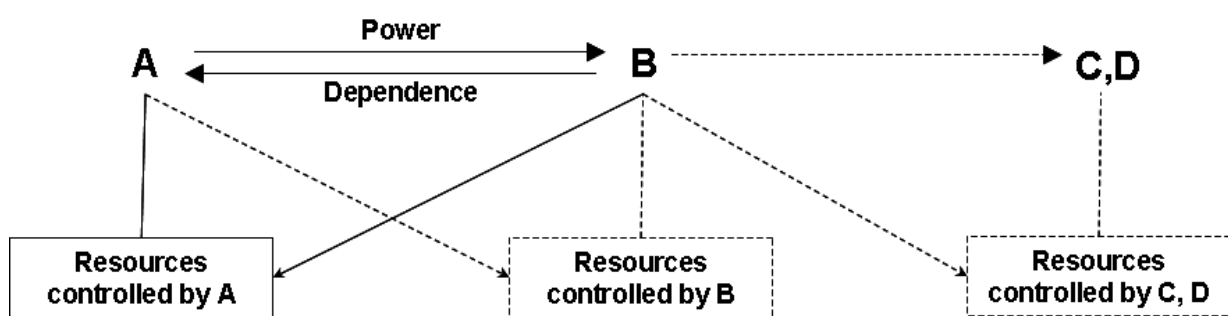 Power
A
B
C,D
Dependence
Resources
controlled by A
Resources
controlled by B
Resources
controlled by C, D